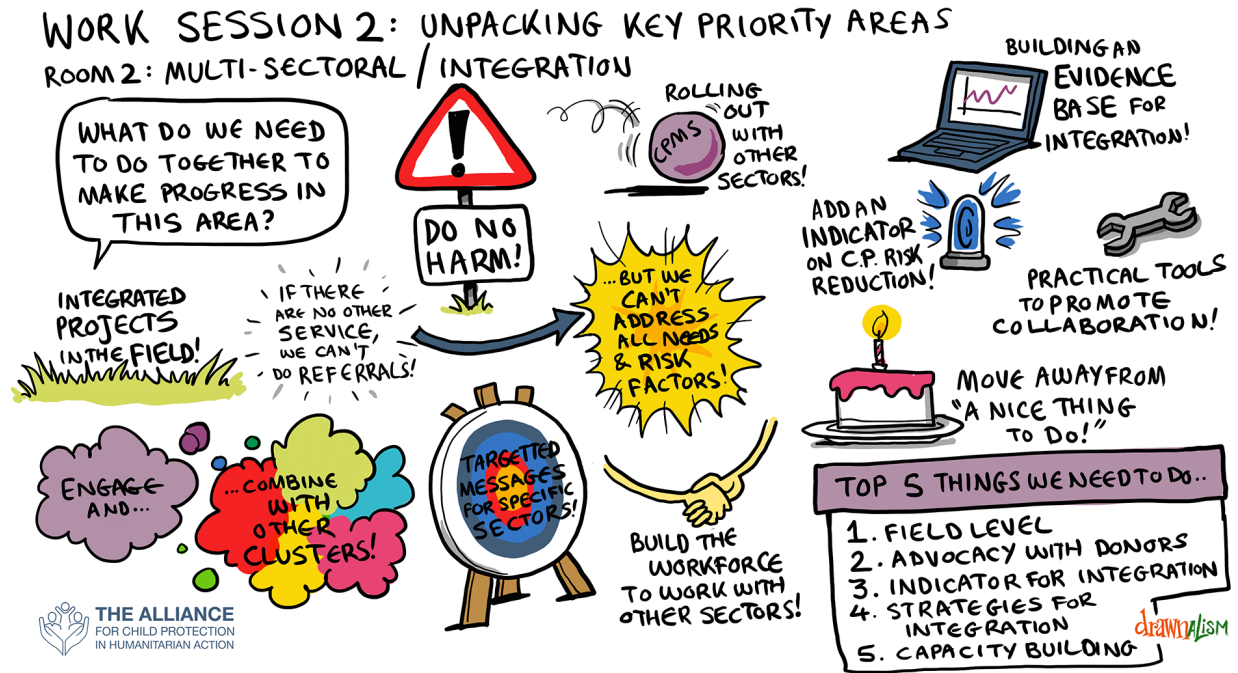 WORK SESSION 2: UNPACKING KEY PRIORITY AREAS
ROOM 2: MULTI-SECTORAL / INTEGRATION
WHAT DO WE NEED
TO DO TOGETHER TO
MAKE PROGRESS IN
THIS AREA?
DO NO
HARM!
ROLLING
OUT
WITH
OTHER
SECTORS!
CPMS
BUILDING AN
EVIDENCE
BASE FOR
INTEGRATION!
INTEGRATED
PROJECTS
IN THE FIELD!
IF THERE
ARE NO OTHER
SERVICE,
WE CAN'T
DO REFERRALS!
...BUT WE
CAN'T
ADDRESS
ALL NEEDS
& RISK
FACTORS!
ADD AN
INDICATOR
ON C.P. RISK
REDUCTION!
PRACTICAL TOOLS
TO PROMOTE
COLLABORATION!
MOVE AWAY FROM
"A NICE THING
TO DO!"
ENGAGE
AND...
...COMBINE
WITH
OTHER
CLUSTERS!
TARGETTED
MESSAGES
FOR SPECIFIC
SECTORS!
BUILD THE
WORKFORCE
TO WORK WITH
OTHER SECTORS!
TOP 5 THINGS WE NEED TO DO..
1. FIELD LEVEL
2. ADVOCACY WITH DONORS
3. INDICATOR FOR INTEGRATION
4. STRATEGIES FOR
INTEGRATION
5. CAPACITY BUILDING
THE ALLIANCE
FOR CHILD PROTECTION
IN HUMANITARIAN ACTION
drawnALISM